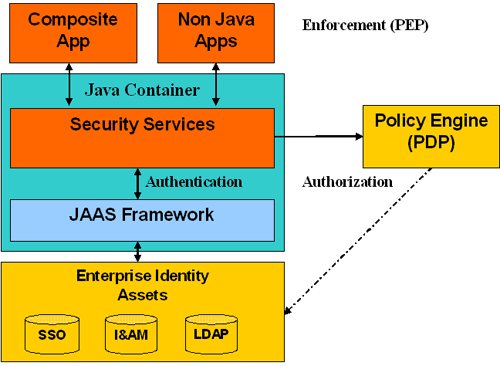 Composite
App
Non Java
Apps
Enforcement (PEP)
Java Container
Security Services
Policy Engine
(PDP)
Authentication
Authorization
JAAS Framework
Enterprise Identity
Assets
SSO
I&AM
LDAP